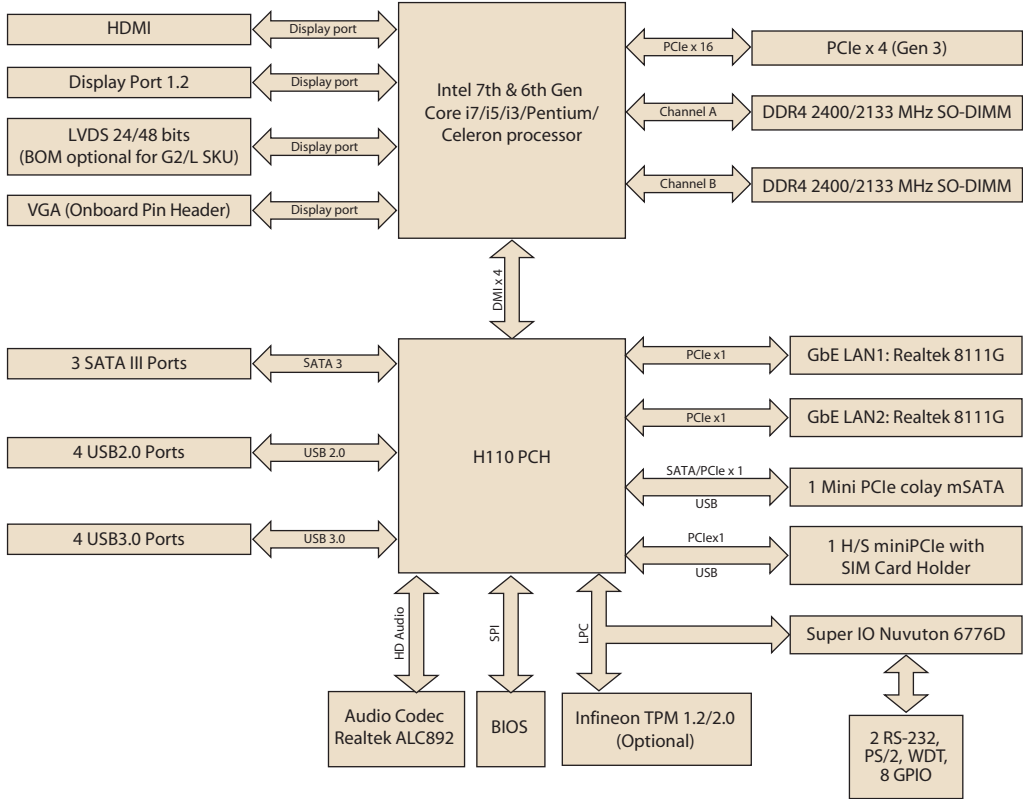 HDMI
Display port
Display Port 1.2
Display port
LVDS 24/48 bits
(BOM optional for G2/L SKU)
Display port
VGA (Onboard Pin Header)
Display port
Intel 7th & 6th Gen
Core i7/i5/i3/Pentium/
Celeron processor
PCIe x 16
PCIe x 4 (Gen 3)
Channel A
DDR4 2400/2133 MHz SO-DIMM
Channel B
DDR4 2400/2133 MHz SO-DIMM
DMI x 4
3 SATA III Ports
SATA 3
4 USB2.0 Ports
USB 2.0
4 USB3.0 Ports
USB 3.0
H110 PCH
PCIe x1
GbE LAN1: Realtek 8111G
PCIe x1
GbE LAN2: Realtek 8111G
SATA/PCIe x 1
USB
1 Mini PCIe colay mSATA
PCIex1
USB
1 H/S miniPCIe with
SIM Card Holder
HD Audio
SPI
LPC
Super IO Nuvuton 6776D
Audio Codec
Realtek ALC892
BIOS
Infineon TPM 1.2/2.0
(Optional)
2 RS-232,
PS/2, WDT,
8 GPIO